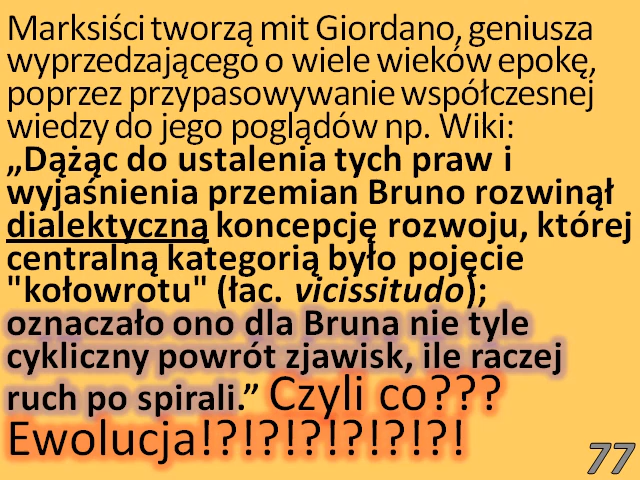 Marksiści tworzą mit Giordano, geniusza
wyprzedzającego o wiele wieków epokę,
poprzez przypasowywanie współczesnej
wiedzy do jego poglądów np. Wiki:
„Dążąc do ustalenia tych praw i
wyjaśnienia przemian Bruno rozwinął
dialektyczną koncepcję rozwoju, której
centralną kategorią było pojęcie
"kołowrotu" (łac. vicissitudo);
oznaczało ono dla Bruna nie tyle
cykliczny powrót zjawisk, ile raczej
ruch po spirali.” Czyli co???
Ewolucja!?!?!?!?!?!?!
77